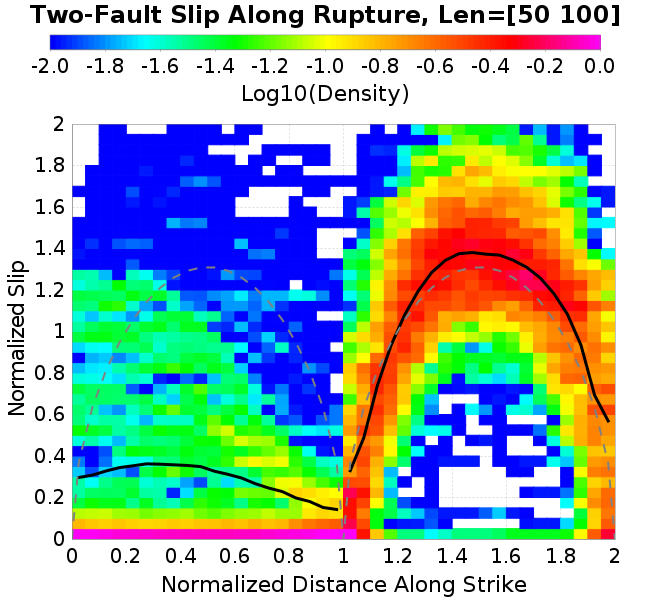 Two-Fault Slip Along Rupture, Len=[50 100]
-2.0 -1.8 -1.6 -1.4 -1.2 -1.0 -0.8 -0.6 -0.4 -0.2 0.0
Log10(Density)
2
1.8
1.6
1.4
1.2
1
0.8
0.6
0.4
0.2
0
Normalized Slip
0 0.2 0.4 0.6 0.8 1 1.2 1.4 1.6 1.8 2
Normalized Distance Along Strike